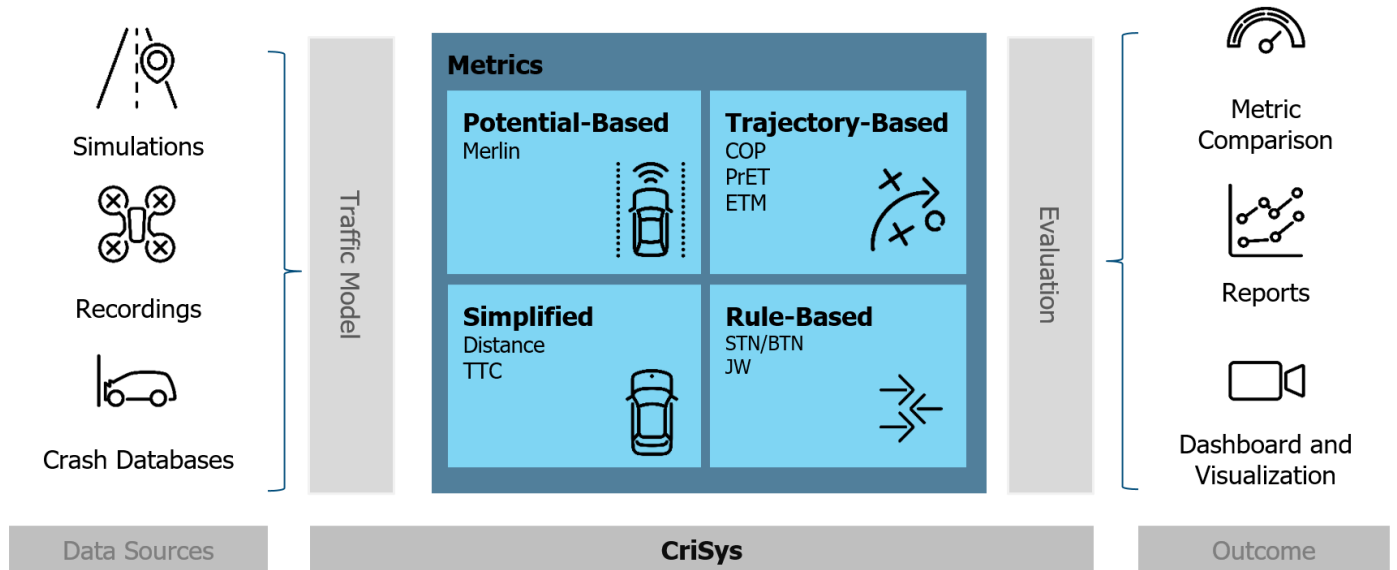 Simulations
Recordings
Crash Databases
Data Sources
Traffic Model
Metrics
Potential-Based
Merlin
Trajectory-Based
COP
PrET
ETM
Simplified
Distance
TTC
Rule-Based
STN/BTN
JW
Evaluation
CriSys
Metric
Comparison
Reports
Dashboard and
Visualization
Outcome